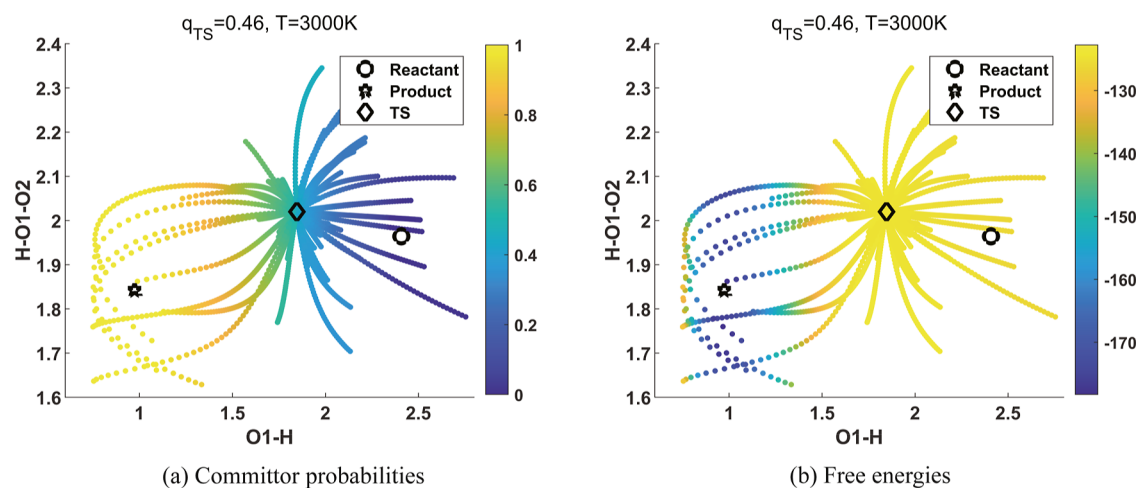 q_TS=0.46, T=3000K
2.4
2.3
2.2
2.1
2
1.9
1.8
1.7
1.6
H-O1-O2
1
1.5
2
2.5
O1-H
Reactant
Product
TS
1
0.8
0.6
0.4
0.2
0
(a) Committor probabilities
q_TS=0.46, T=3000K
2.4
2.3
2.2
2.1
2
1.9
1.8
1.7
1.6
H-O1-O2
1
1.5
2
2.5
O1-H
Reactant
Product
TS
-130
-140
-150
-160
-170
(b) Free energies